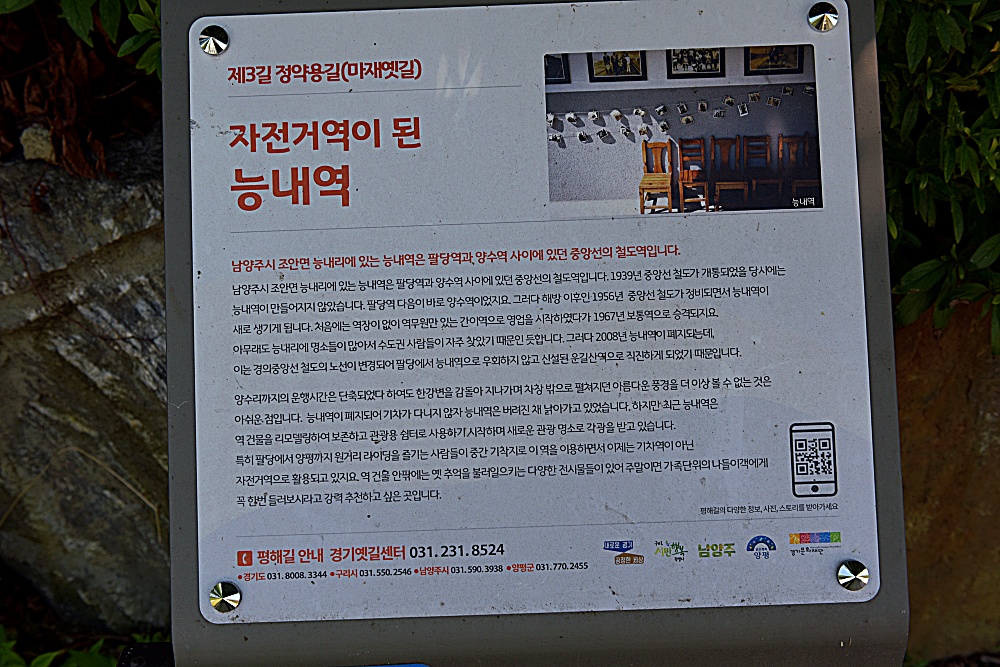 제3길 정약용길(마재옛길)
자전거역이 된
능내역
능내역
남양주시 조안면 능내리에 있는 능내역은 팔당역과 양수역 사이에 있던 중앙선의 철도역입니다.
남양주시 조안면 능내리에 있는 능내역은 팔당역과 양수역 사이에 있던 중앙선의 철도역입니다. 1939년 중앙선 철도가 개통되었을 당시에는
능내역이 만들어지지 않았습니다. 팔당역 다음이 바로 양수역이었지요. 그러다 해방 이후인 1956년 중앙선 철도가 정비되면서 능내역이
새로 생기게 됩니다. 처음에는 역장이 없이 역무원만 있는 간이역으로 영업을 시작하였다가 1967년 보통역으로 승격되지요.
아무래도 능내리에 명소들이 많아서 수도권 사람들이 자주 찾았기 때문인 듯합니다. 그러다 2008년 능내역이 폐지되는데,
이는 경의중앙선 철도의 노선이 변경되어 팔당에서 능내역으로 우회하지 않고 신설된 운길산역으로 직진하게 되었기 때문입니다.
양수리까지의 운행시간은 단축되었다 하여도 한강변을 감돌아 지나가며 차창 밖으로 펼쳐지던 아름다운 풍경을 더 이상 볼 수 없는 것은
아쉬운 점입니다. 능내역이 폐지되어 기차가 다니지 않자 능내역은 버려진 채 낡아가고 있었습니다. 하지만 최근 능내역은
역 건물을 리모델링하여 보존하고 관광용 쉼터로 사용하기 시작하며 새로운 관광 명소로 각광을 받고 있습니다.
특히 팔당에서 양평까지 원거리 라이딩을 즐기는 사람들이 중간 기착지로 이 역을 이용하면서 이제는 기차역이 아닌
자전거역으로 활용되고 있지요. 역 건물 안팎에는 옛 추억을 불러일으키는 다양한 전시물들이 있어 주말이면 가족단위의 나들이객에게
꼭 한번 들러보시라고 강력 추천하고 싶은 곳입니다.
평해길의 다양한 정보, 사진, 스토리를 받아가세요
평해길 안내 경기옛길센터 031. 231. 8524
•경기도 031.8008.3344 •구리시 031.550.2546 •남양주시 031.590.3938 •양평군 031.770.2455
새로운 경기
공정한 세상
남양주
양평
경기문화재단